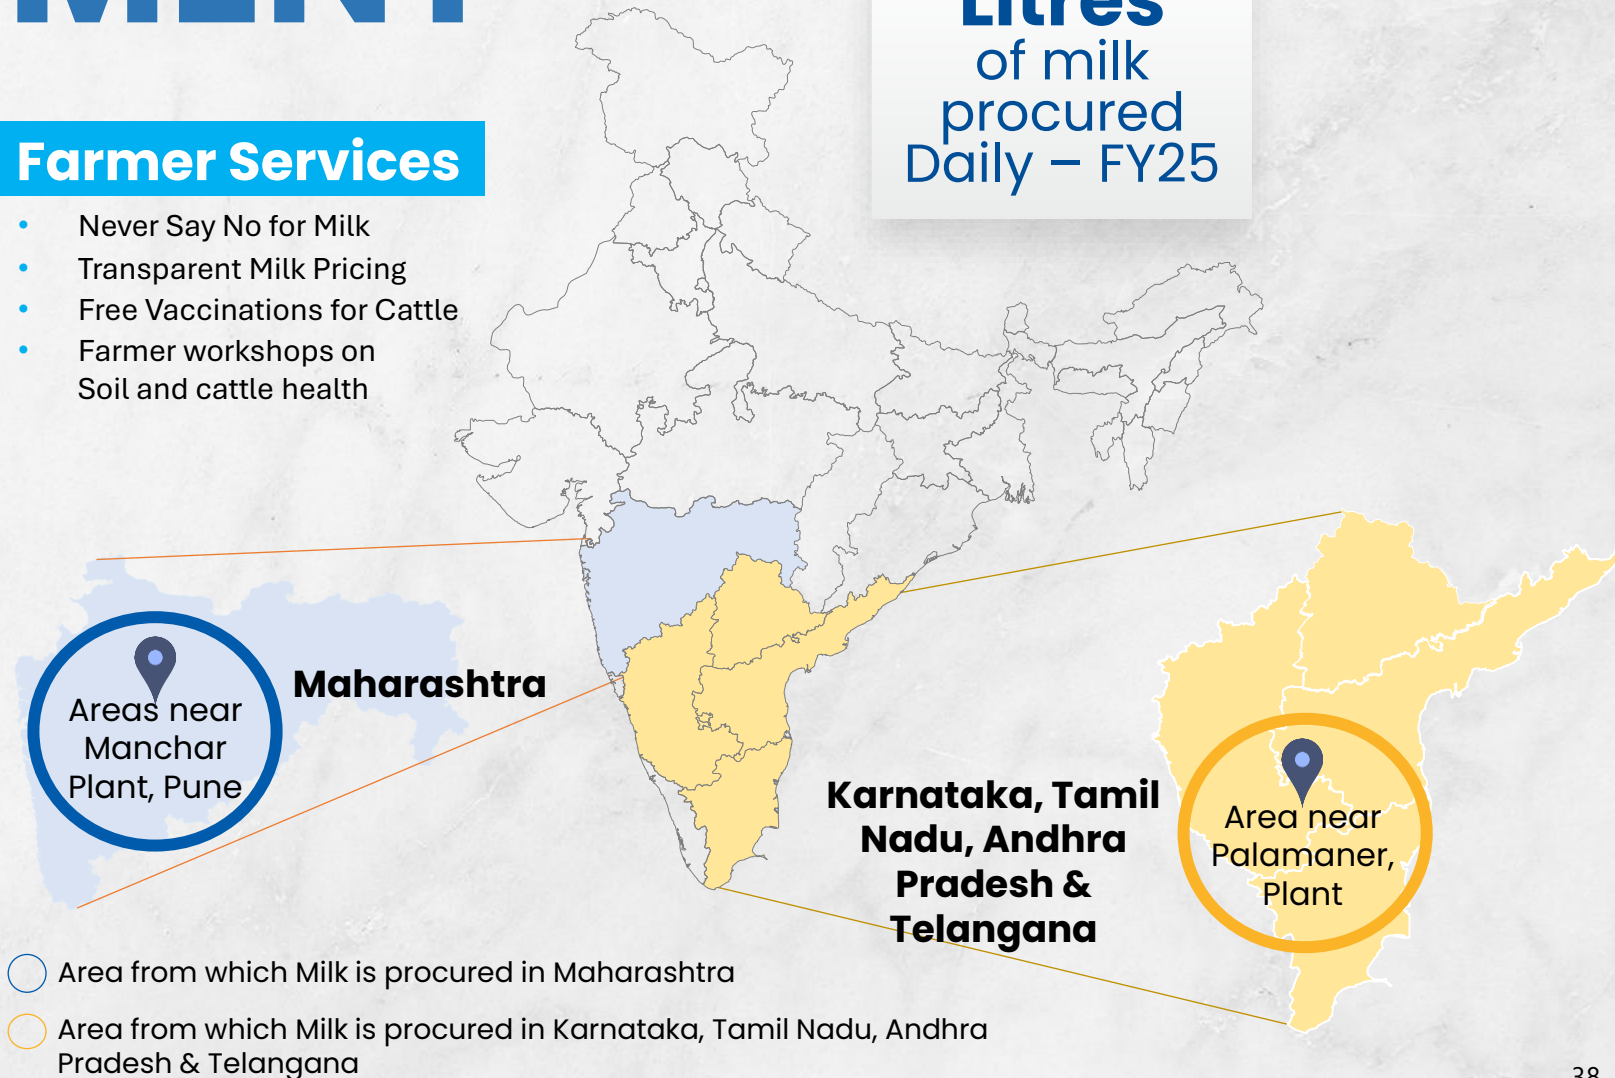 MENT
Litres
of milk
procured
Daily – FY25
Farmer Services
• Never Say No for Milk
• Transparent Milk Pricing
• Free Vaccinations for Cattle
• Farmer workshops on
Soil and cattle health
Maharashtra
Areas near
Manchar
Plant, Pune
Karnataka, Tamil
Nadu, Andhra
Pradesh &
Telangana
Area near
Palamaner,
Plant
Area from which Milk is procured in Maharashtra
Area from which Milk is procured in Karnataka, Tamil Nadu, Andhra
Pradesh & Telangana
38